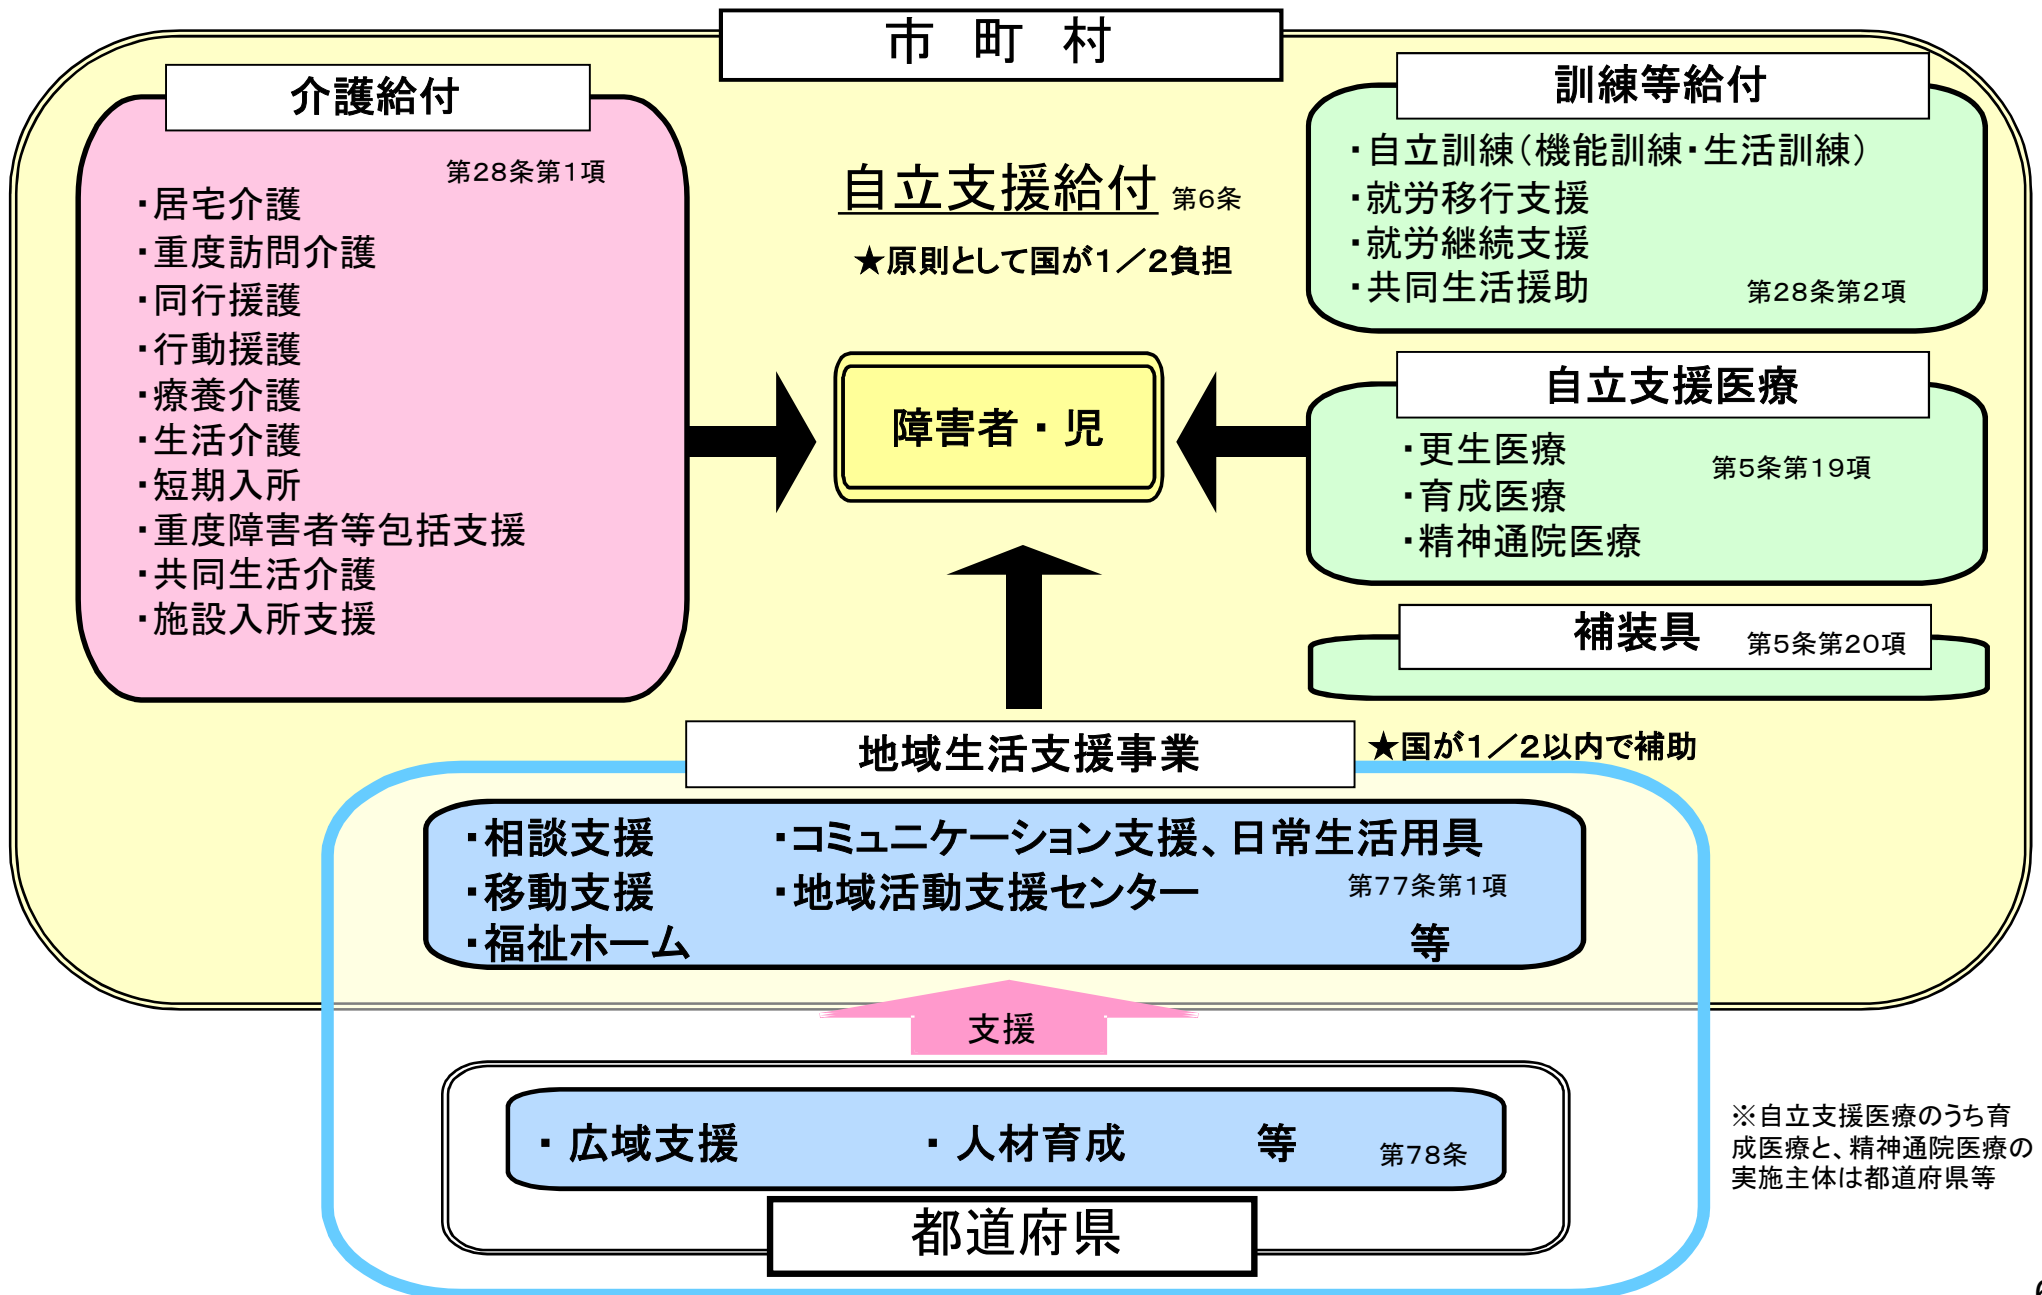 市 町 村
介護給付
第28条第1項
・居宅介護
・重度訪問介護
・同行援護
・行動援護
・療養介護
・生活介護
・短期入所
・重度障害者等包括支援
・共同生活介護
・施設入所支援
自立支援給付 第6条
★原則として国が1／2負担
障害者・児
訓練等給付
・自立訓練（機能訓練・生活訓練）
・就労移行支援
・就労継続支援
・共同生活援助 第28条第2項
自立支援医療
・更生医療 第5条第19項
・育成医療
・精神通院医療
補装具 第5条第20項
地域生活支援事業 ★国が1／2以内で補助
・相談支援 ・コミュニケーション支援、日常生活用具
・移動支援 ・地域活動支援センター 第77条第1項
・福祉ホーム 等
支援
・広域支援 ・人材育成 等 第78条
都道府県
※自立支援医療のうち育
成医療と、精神通院医療の
実施主体は都道府県等